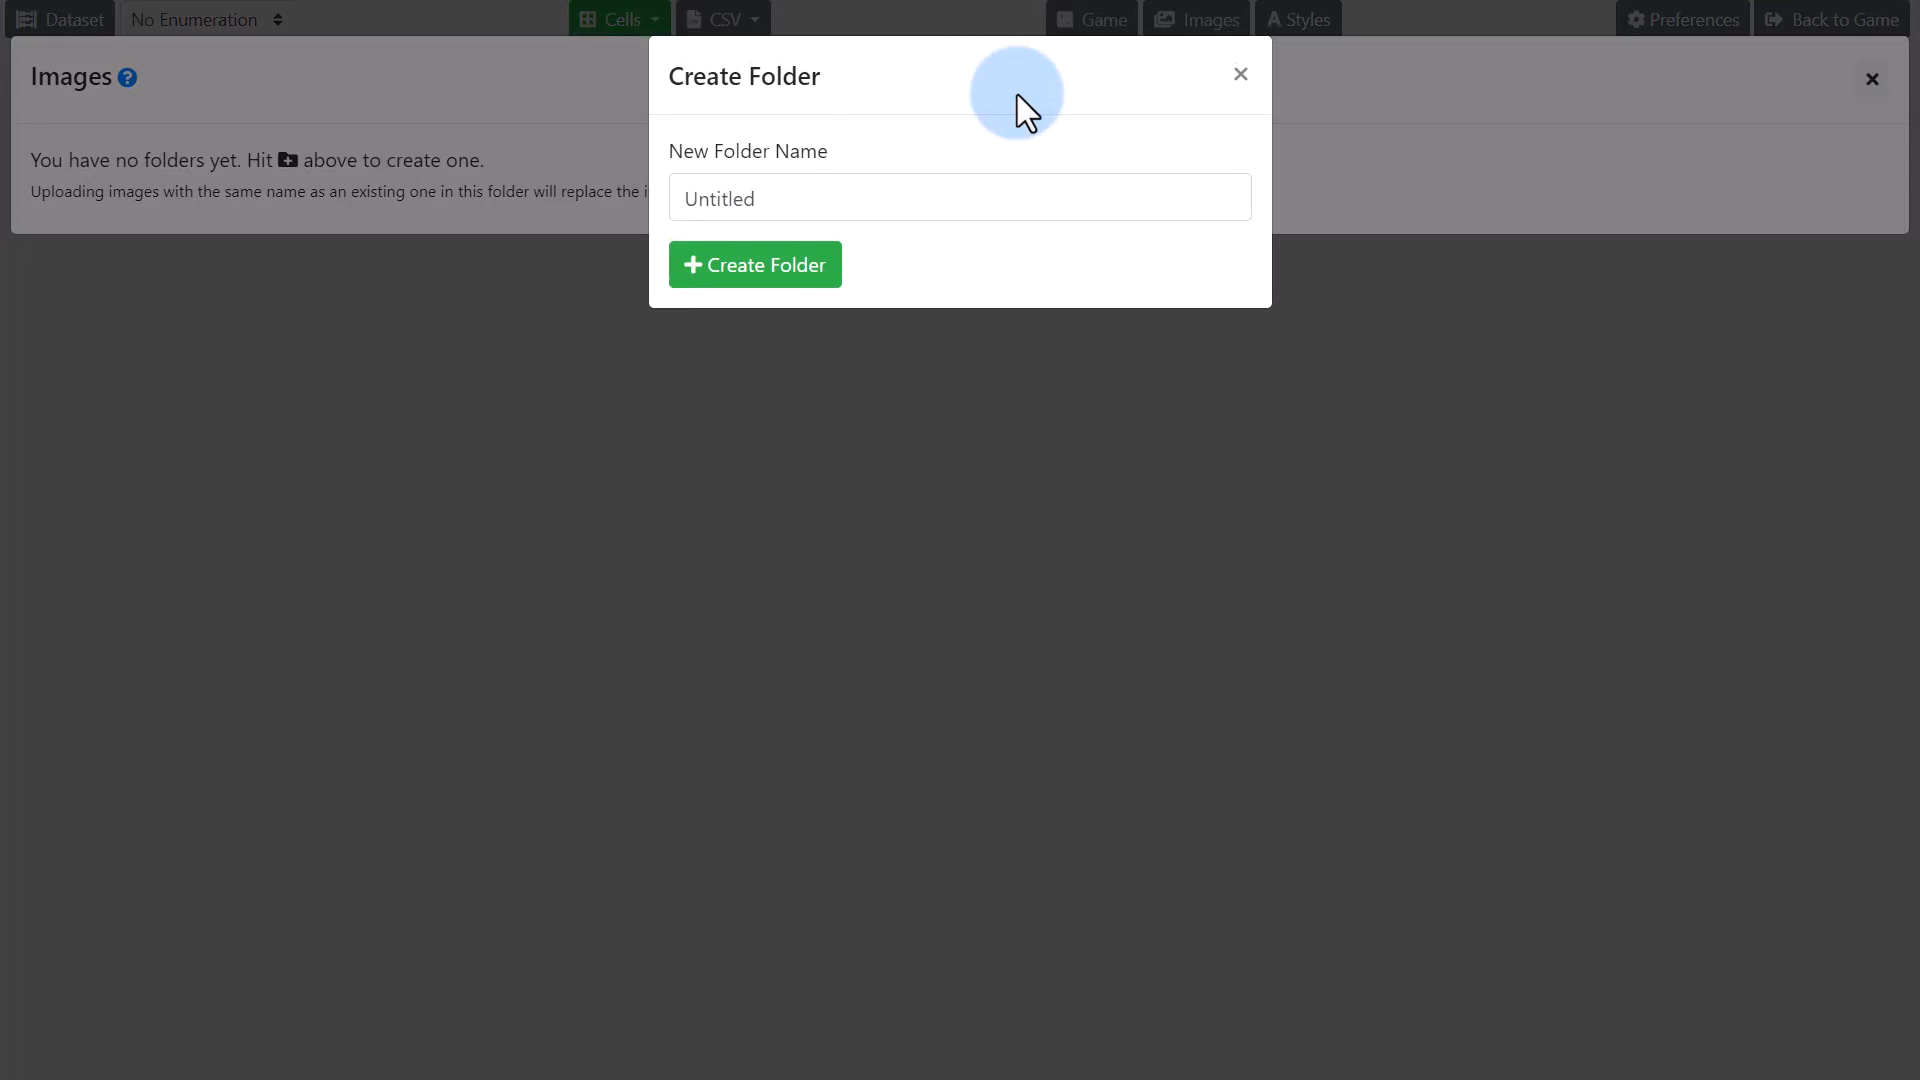 Dataset No Enumeration Cells CSV Game Images Styles Preferences Back to Game
Images
You have no folders yet. Hit above to create one.
Uploading images with the same name as an existing one in this folder will replace the
Create Folder
New Folder Name
Untitled
Create Folder